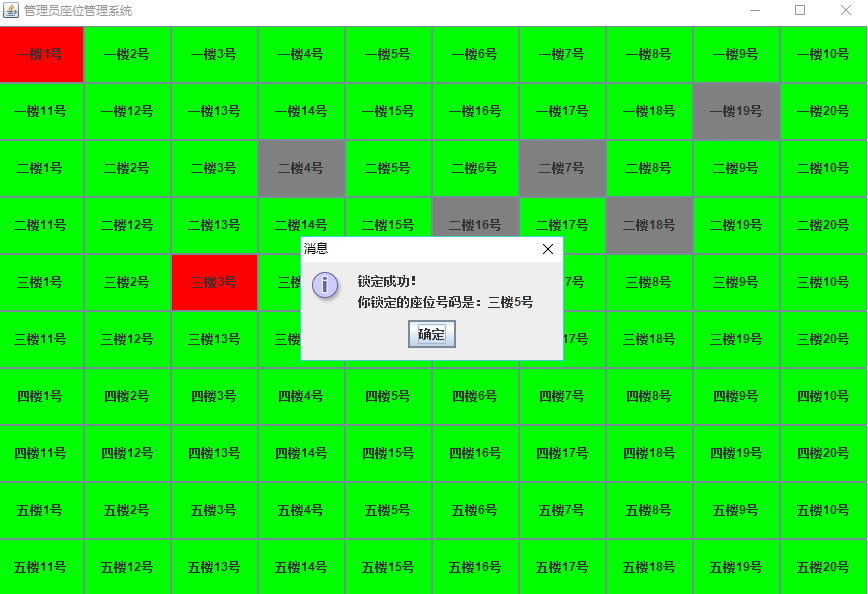 管理员座位管理系统
一楼1号 一楼2号 一楼3号 一楼4号 一楼5号 一楼6号 一楼7号 一楼8号 一楼9号 一楼10号
一楼11号 一楼12号 一楼13号 一楼14号 一楼15号 一楼16号 一楼17号 一楼18号 一楼19号 一楼20号
二楼1号 二楼2号 二楼3号 二楼4号 二楼5号 二楼6号 二楼7号 二楼8号 二楼9号 二楼10号
二楼11号 二楼12号 二楼13号 二楼14号 二楼15号 二楼16号 二楼17号 二楼18号 二楼19号 二楼20号
消息
锁定成功!
你锁定的座位号码是：三楼5号
确定
三楼1号 三楼2号 三楼3号 三楼 7号 三楼8号 三楼9号 三楼10号
三楼11号 三楼12号 三楼13号 17号 三楼18号 三楼19号 三楼20号
四楼1号 四楼2号 四楼3号 四楼4号 四楼5号 四楼6号 四楼7号 四楼8号 四楼9号 四楼10号
四楼11号 四楼12号 四楼13号 四楼14号 四楼15号 四楼16号 四楼17号 四楼18号 四楼19号 四楼20号
五楼1号 五楼2号 五楼3号 五楼4号 五楼5号 五楼6号 五楼7号 五楼8号 五楼9号 五楼10号
五楼11号 五楼12号 五楼13号 五楼14号 五楼15号 五楼16号 五楼17号 五楼18号 五楼19号 五楼20号